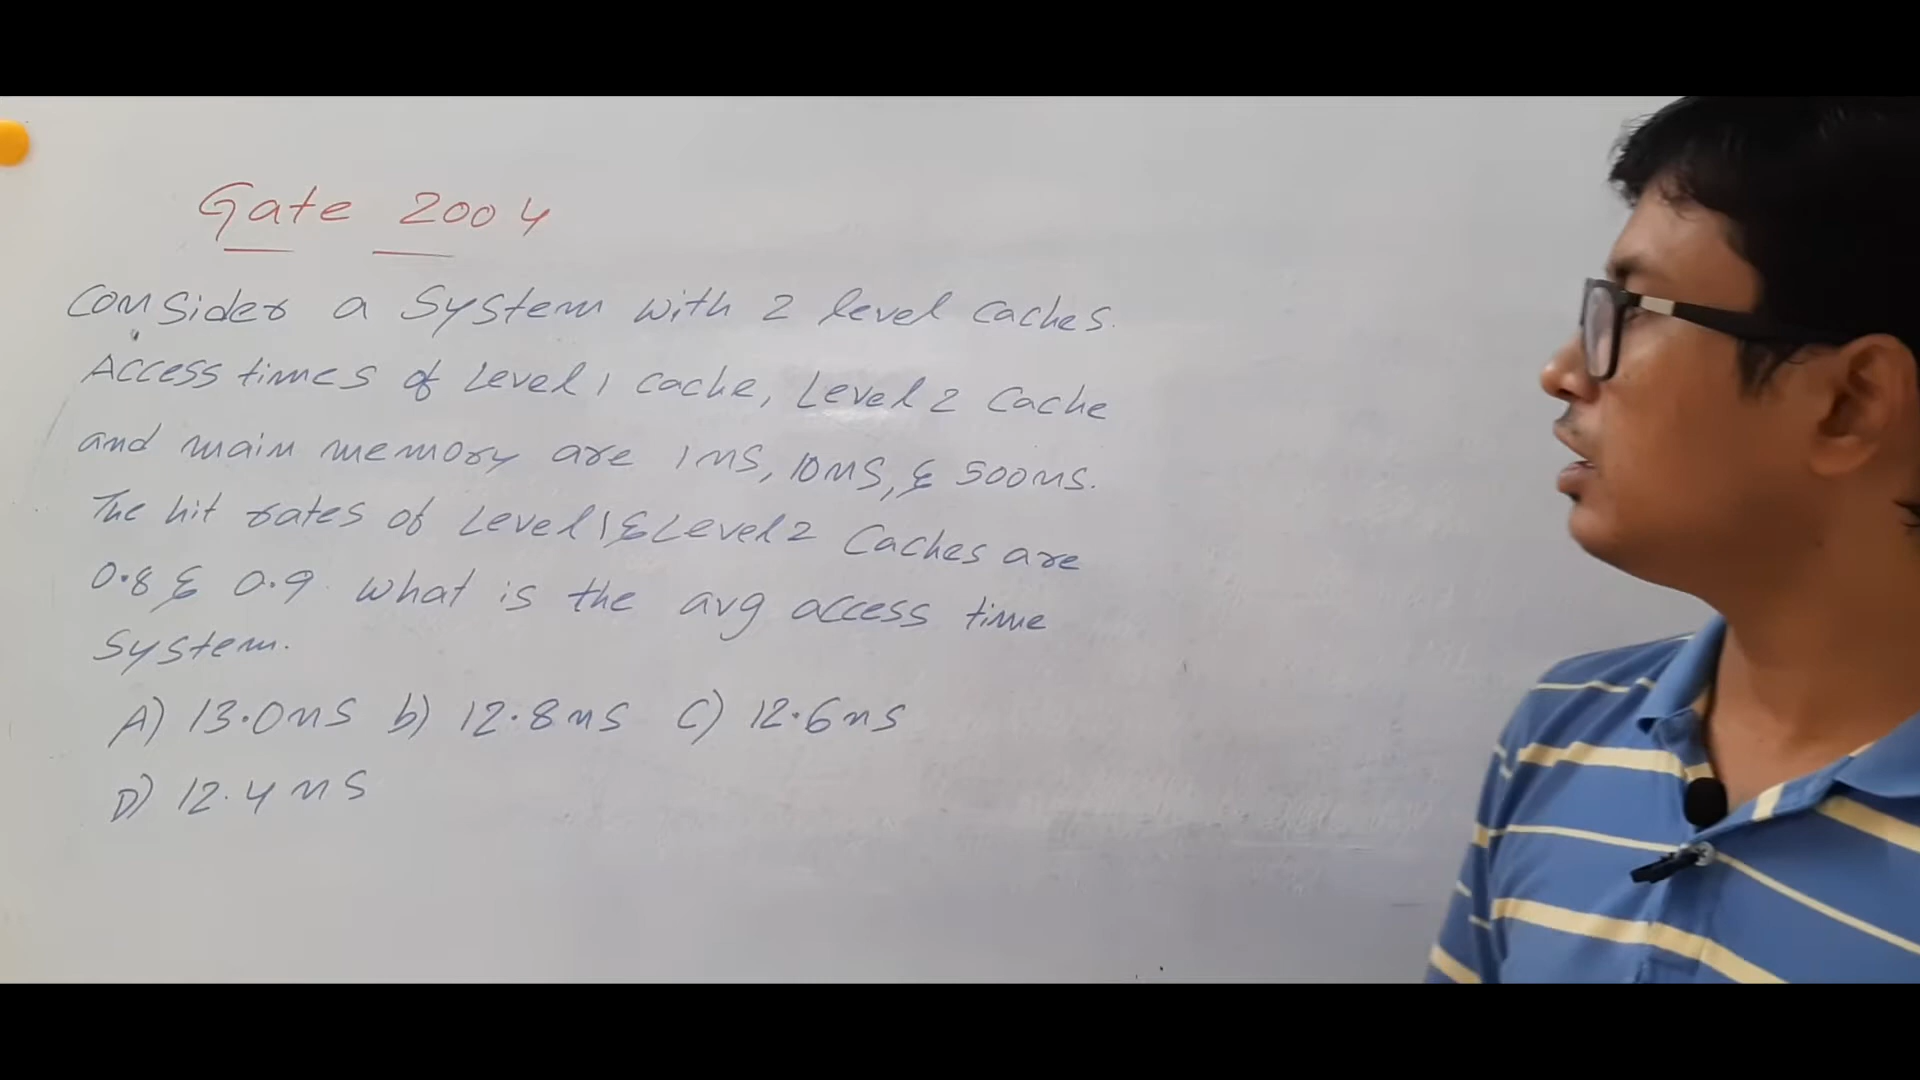 Gate 2004
Consider a System with 2 level caches.
Access times of Level 1 cache, Level 2 Cache
and main memory are 1ns, 10ns, & 500ns.
The hit rates of Level 1 & Level 2 Caches are
0.8 & 0.9. What is the avg access time
System.
A) 13.0ns b) 12.8ns C) 12.6ns
D) 12.4ns